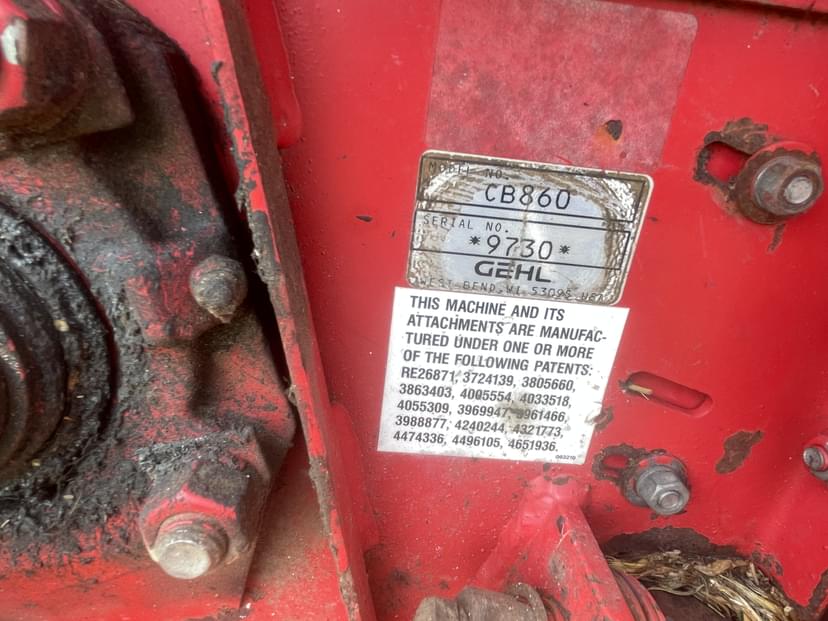 MODEL NO.
CB860
SERIAL NO.
*9730*
GEHL
WEST BEND, WI 53095 USA
THIS MACHINE AND ITS
ATTACHMENTS ARE MANUFAC-
TURED UNDER ONE OR MORE
OF THE FOLLOWING PATENTS:
RE26871, 3724139, 3805660,
3863403, 4005554, 4033518,
4055309, 3969947, 3961466,
3988877, 4240244, 4321773,
4474336, 4496105, 4651936.